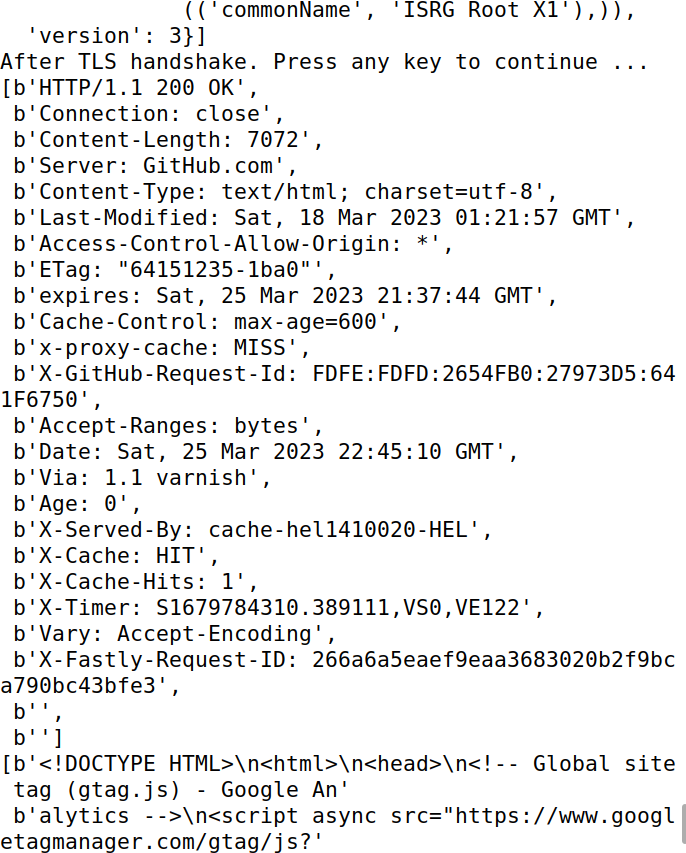 (('commonName', 'ISRG Root X1'),)),
'version': 3}]
After TLS handshake. Press any key to continue ...
[b'HTTP/1.1 200 OK',
b'Connection: close',
b'Content-Length: 7072',
b'Server: GitHub.com',
b'Content-Type: text/html; charset=utf-8',
b'Last-Modified: Sat, 18 Mar 2023 01:21:57 GMT',
b'Access-Control-Allow-Origin: *',
b'ETag: "64151235-1ba0"',
b'expires: Sat, 25 Mar 2023 21:37:44 GMT',
b'Cache-Control: max-age=600',
b'x-proxy-cache: MISS',
b'X-GitHub-Request-Id: FDFE:FDFD:2654FB0:27973D5:64
1F6750',
b'Accept-Ranges: bytes',
b'Date: Sat, 25 Mar 2023 22:45:10 GMT',
b'Via: 1.1 varnish',
b'Age: 0',
b'X-Served-By: cache-hel1410020-HEL',
b'X-Cache: HIT',
b'X-Cache-Hits: 1',
b'X-Timer: S1679784310.389111,VS0,VE122',
b'Vary: Accept-Encoding',
b'X-Fastly-Request-ID: 266a6a5eaef9eaa3683020b2f9bc
a790bc43bfe3',
b'',
b'']
[b'<!DOCTYPE HTML>\n<html>\n<head>\n<!-- Global site
tag (gtag.js) - Google An'
b'alytics -->\n<script async src="https://www.googl
etagmanager.com/gtag/js?'